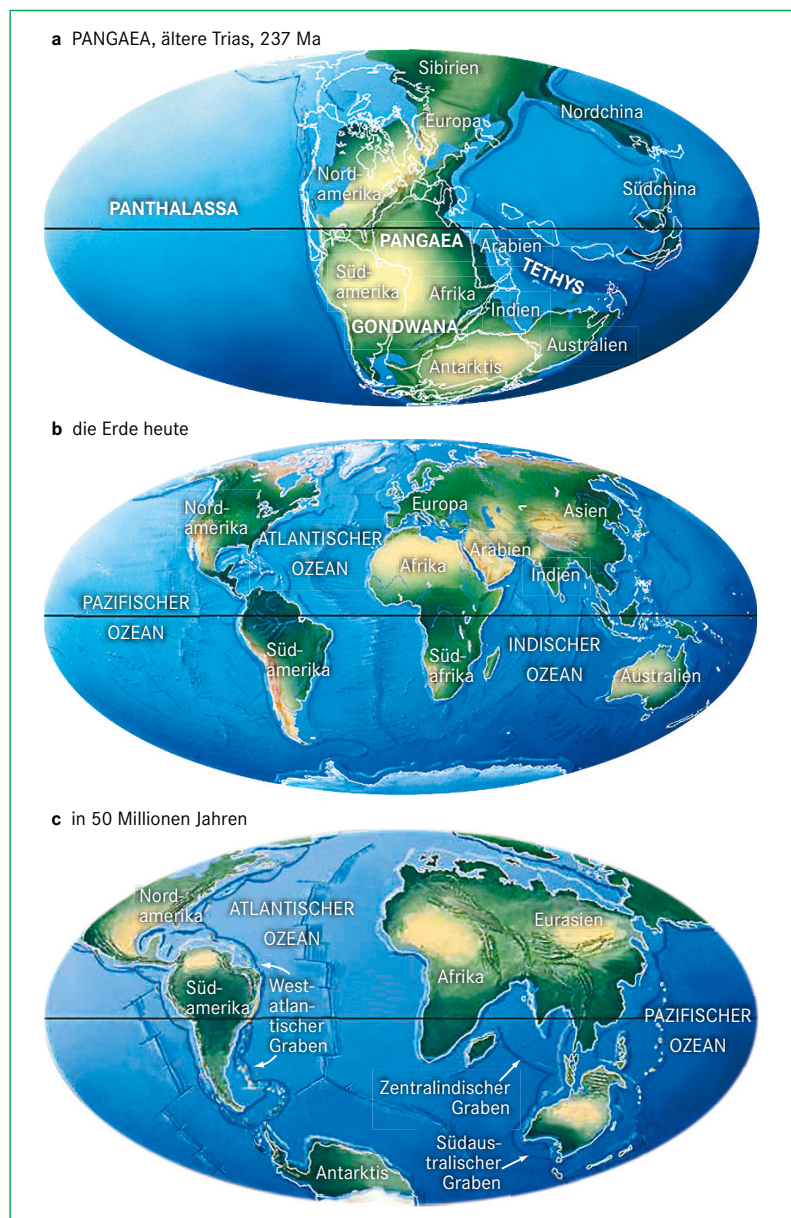 a PANGAEA, ältere Trias, 237 Ma
Sibirien
Europa
Nordchina
Nord-
amerika
Südchina
PANTHALASSA
PANGAEA
Arabien
TETHYS
Süd-
amerika
Afrika
Indien
GONDWANA
Australien
Antarktis
b die Erde heute
Nord-
amerika
Europa
Asien
ATLANTISCHER
OZEAN
Afrika
Arabien
Indien
PAZIFISCHER
OZEAN
Süd-
amerika
Süd-
afrika
INDISCHER
OZEAN
Australien
c in 50 Millionen Jahren
Nord-
amerika
ATLANTISCHER
OZEAN
Eurasien
Afrika
Süd-
amerika
West-
atlan-
tischer
Graben
PAZIFISCHER
OZEAN
Zentralindischer
Graben
Südaus-
tralischer
Graben
Antarktis